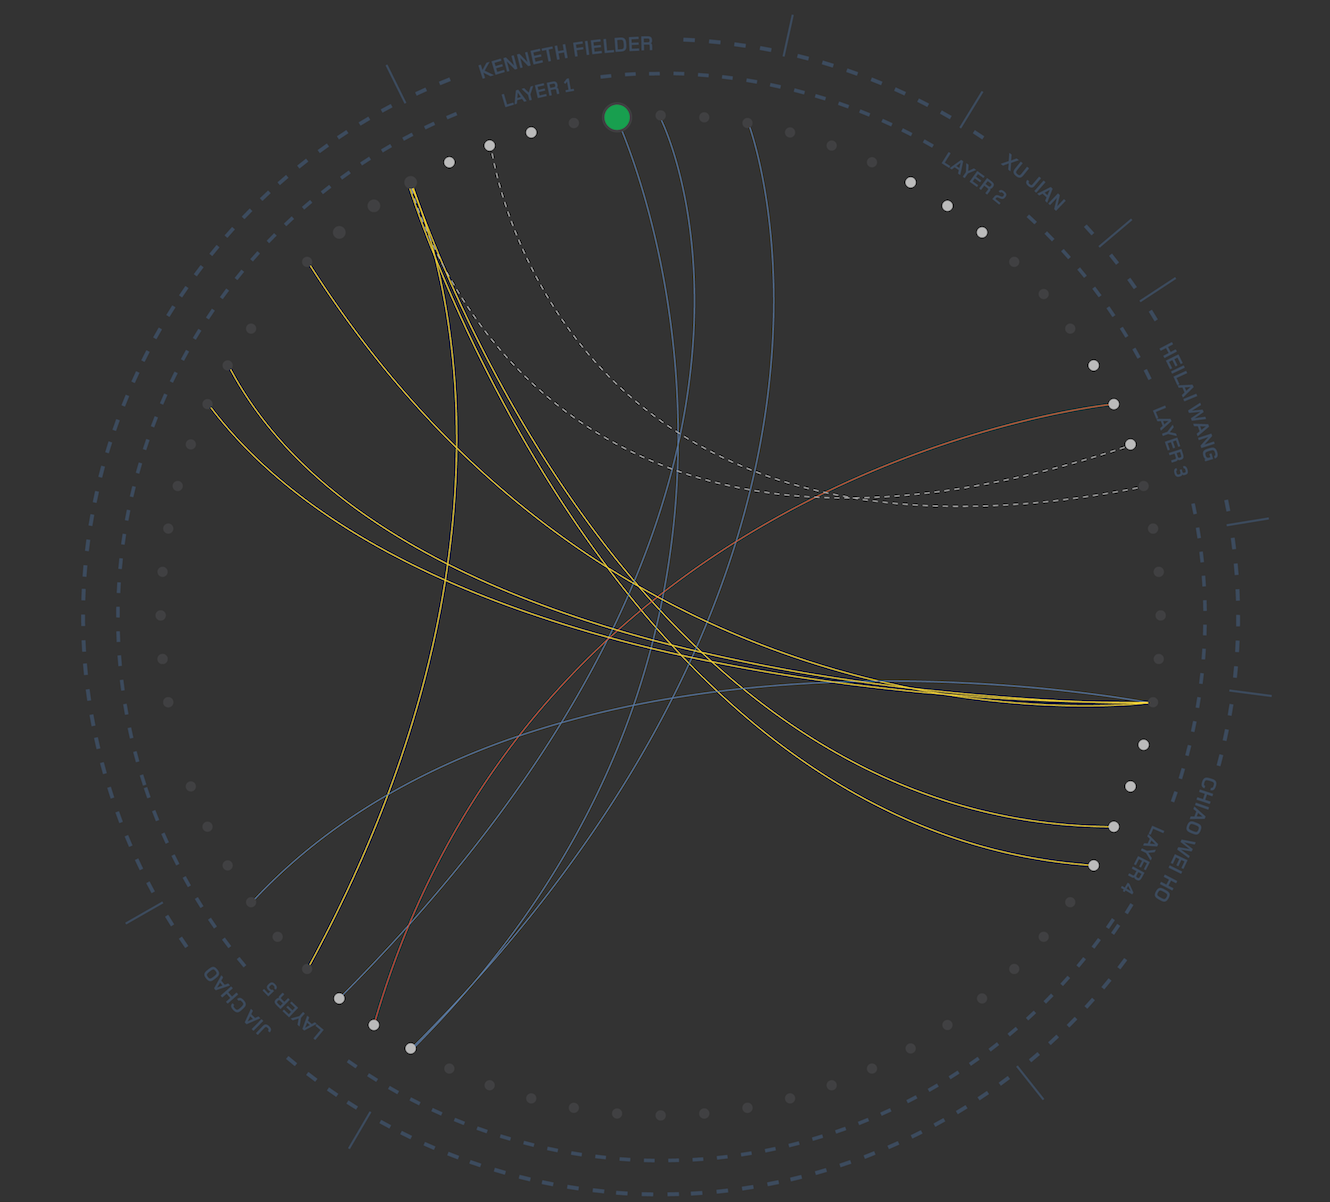 KENNETH FIELDER
LAYER 1
XU JIAN
LAYER 2
HEILAI WANG
LAYER 3
CHIAO WEI HO
LAYER 4
JIA CHAO
LAYER 5